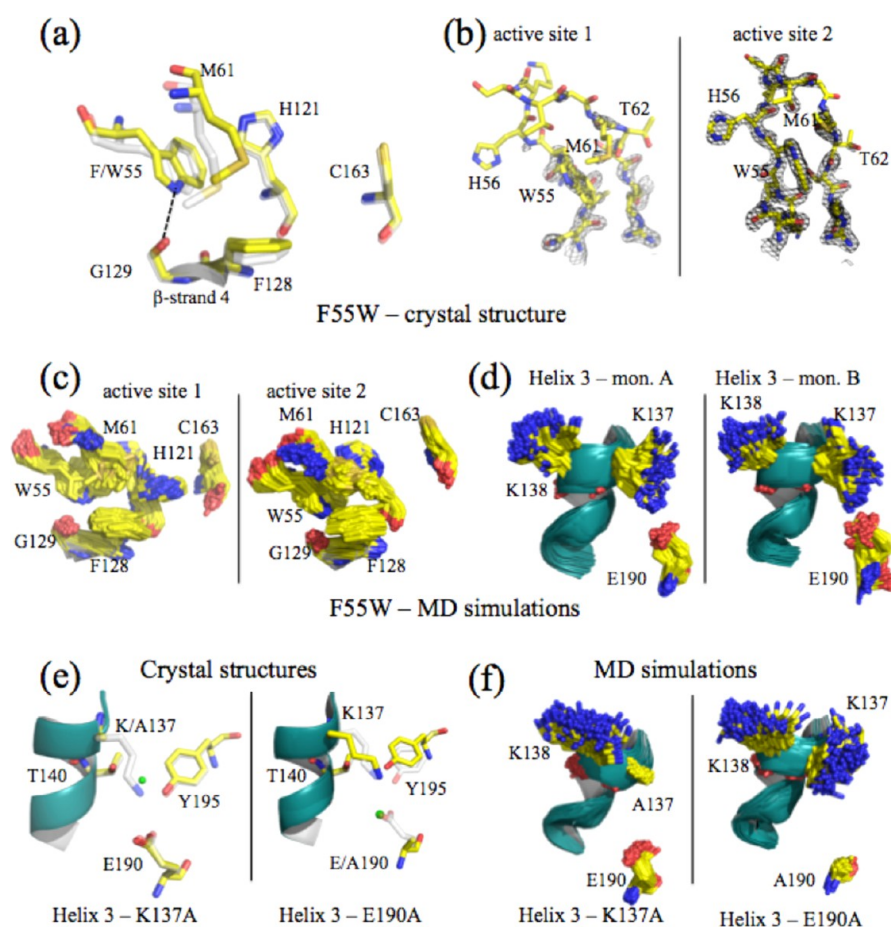 (a)
M61
H121
F/W55
C163
G129
F128
β-strand 4
(b)
active site 1
active site 2
H56
M61
T62
W55
H56
M61
W55
T62
F55W – crystal structure
(c)
active site 1
active site 2
M61
C163
H121
W55
G129
F128
M61
H121
C163
W55
G129
F128
(d)
Helix 3 – mon. A
Helix 3 – mon. B
K137
K138
E190
K138
K137
E190
F55W – MD simulations
(e)
Crystal structures
K/A137
T140
Y195
E190
Helix 3 – K137A
K137
T140
Y195
E/A190
Helix 3 – E190A
(f)
MD simulations
K138
A137
E190
Helix 3 – K137A
K137
K138
A190
Helix 3 – E190A